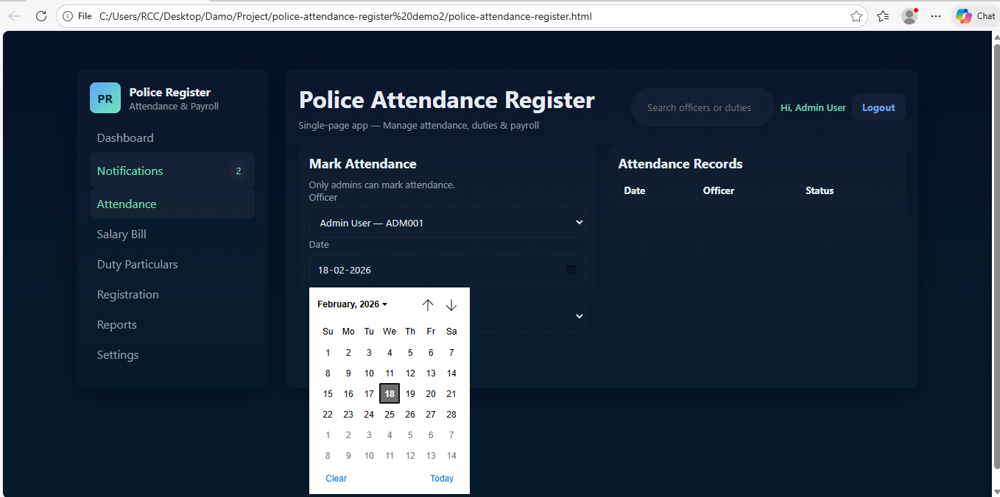 File C:/Users/RCC/Desktop/Damo/Project/police-attendance-register%20demo2/police-attendance-register.html
Chat
PR
Police Register
Attendance & Payroll
Dashboard
Notifications 2
Attendance
Salary Bill
Duty Particulars
Registration
Reports
Settings
Police Attendance Register
Single-page app — Manage attendance, duties & payroll
Search officers or duties
Hi, Admin User
Logout
Mark Attendance
Only admins can mark attendance.
Officer
Admin User — ADM001
Date
18-02-2026
February, 2026
Su Mo Tu We Th Fr Sa
1 2 3 4 5 6 7
8 9 10 11 12 13 14
15 16 17 18 19 20 21
22 23 24 25 26 27 28
1 2 3 4 5 6 7
8 9 10 11 12 13 14
Clear Today
Attendance Records
Date Officer Status